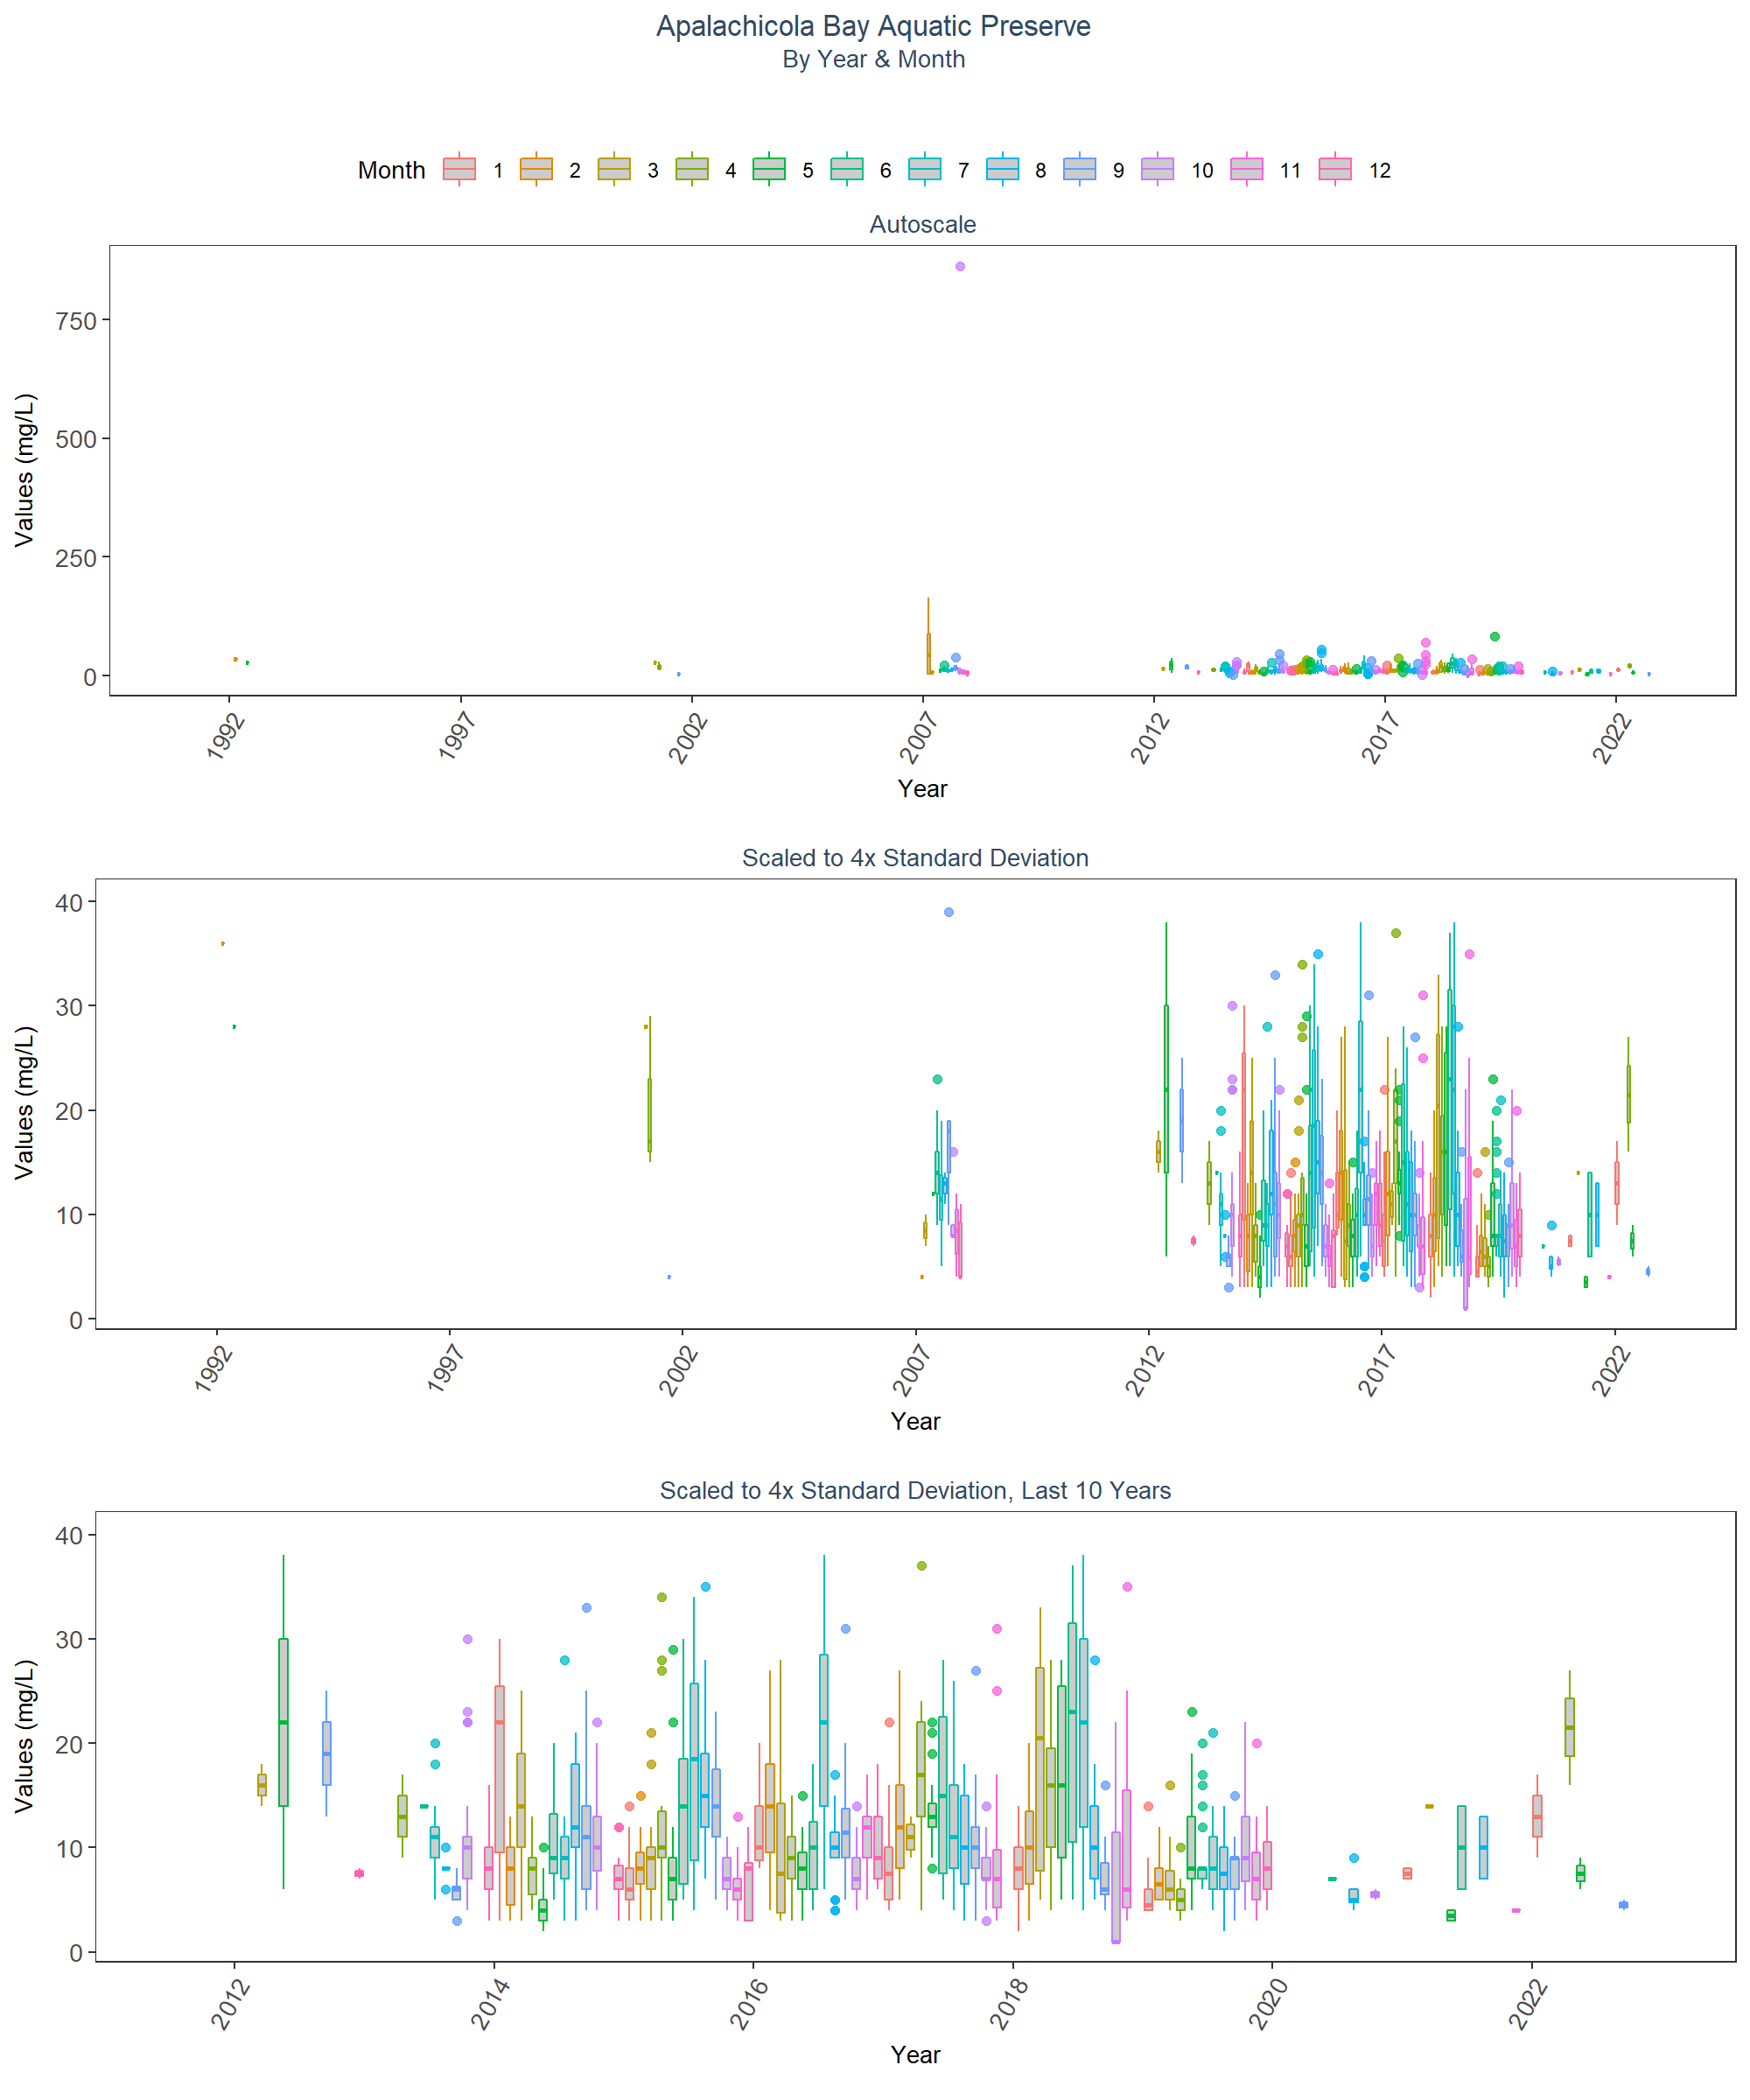 Apalachicola Bay Aquatic Preserve
By Year & Month
Month 1 2 3 4 5 6 7 8 9 10 11 12
Autoscale
Values (mg/L)
750
500
250
0
1992 1997 2002 2007 2012 2017 2022
Year
Scaled to 4x Standard Deviation
Values (mg/L)
40
30
20
10
0
1992 1997 2002 2007 2012 2017 2022
Year
Scaled to 4x Standard Deviation, Last 10 Years
Values (mg/L)
40
30
20
10
0
2012 2014 2016 2018 2020 2022
Year